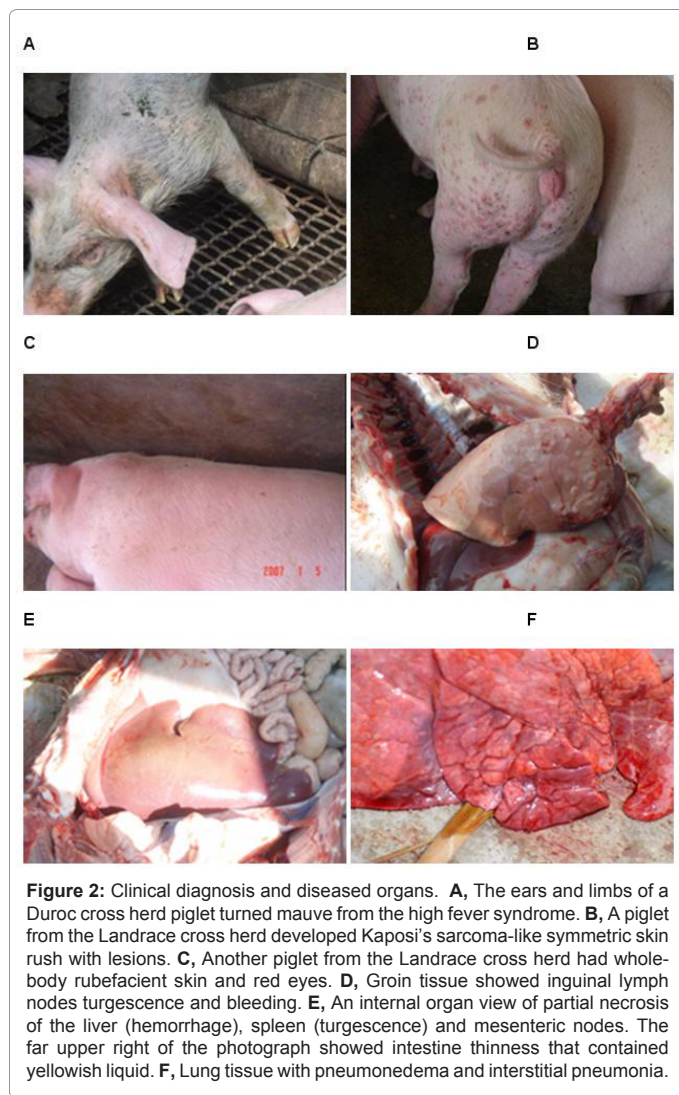 A B
C D
2007 1 5
E F
Figure 2: Clinical diagnosis and diseased organs. A, The ears and limbs of a
Duroc cross herd piglet turned mauve from the high fever syndrome. B, A piglet
from the Landrace cross herd developed Kaposi's sarcoma-like symmetric skin
rush with lesions. C, Another piglet from the Landrace cross herd had whole-
body rubefacient skin and red eyes. D, Groin tissue showed inguinal lymph
nodes turgescence and bleeding. E, An internal organ view of partial necrosis
of the liver (hemorrhage), spleen (turgescence) and mesenteric nodes. The
far upper right of the photograph showed intestine thinness that contained
yellowish liquid. F, Lung tissue with pneumonedema and interstitial pneumonia.